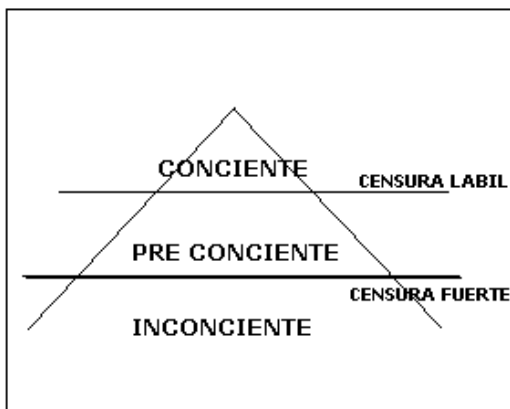 CONCIENTE
CENSURA LABIL
PRE CONCIENTE
CENSURA FUERTE
INCONCIENTE